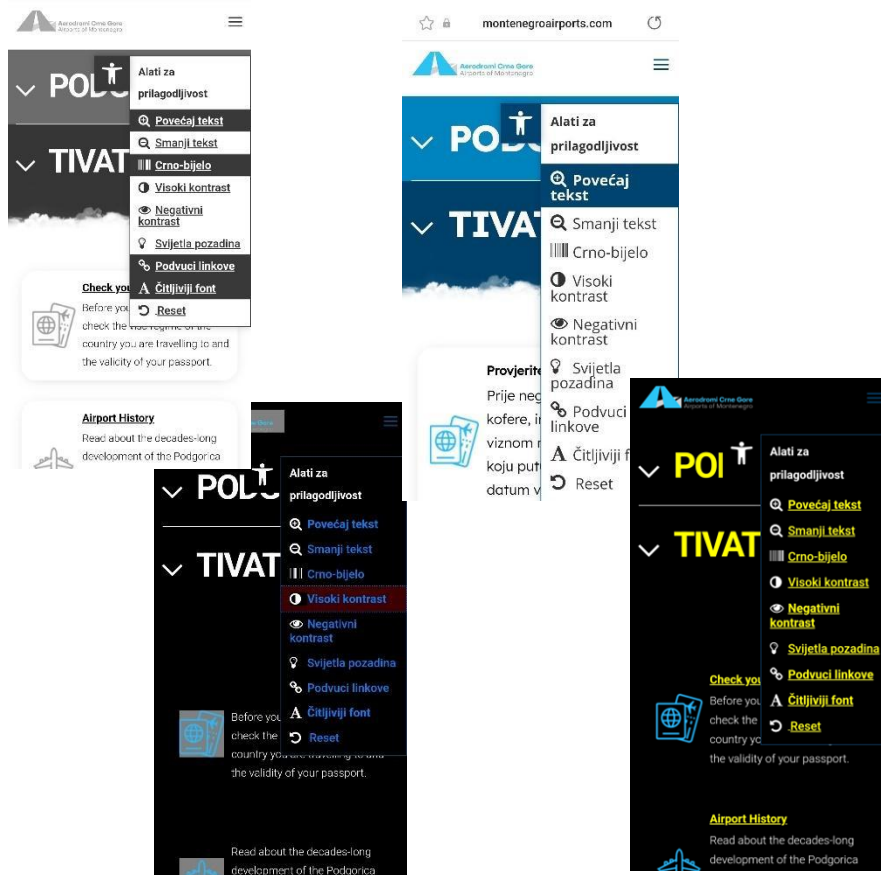 Aerodromi Crne Gore
Airports of Montenegro
Alati za
prilagodljivost
Povećaj tekst
Smanji tekst
TIVAT
Crno-bijelo
Visoki kontrast
Negativni
kontrast
Svijetla pozadina
Podvuci linkove
Check you
Čitljiviji font
Before you
.Reset
check the visa regime of the
country you are travelling to and
the validity of your passport.
Airport History
Read about the decades-long
development of the Podgorica
montenegroairports.com
Aerodromi Crne Gore
Airports of Montenegro
Alati za
prilagodljivost
Povećaj
tekst
Smanji tekst
TIVA
Crno-bijelo
Visoki
kontrast
Negativni
kontrast
Svijetla
pozadina
Provjerite
Prije neg
Podvuci
linkove
kofere, i
viznom r
Čitljiviji f
koju put
Reset
datum v
Alati za
prilagodljivost
Povećaj tekst
Smanji tekst
TIVAT
Crno-bijelo
Visoki kontrast
Negativni
kontrast
Svijetla pozadina
Podvuci linkove
Čitljiviji font
Before you
Reset
check the
country you are travelling to and
the validity of your passport.
Read about the decades-long
development of the Podgorica
Aerodromi Crne Gore
Airports of Montenegro
POI
Alati za
prilagodljivost
Povećaj tekst
Smanji tekst
TIVAT
Crno-bijelo
Visoki kontrast
Negativni
kontrast
Svijetla pozadina
Check you
Podvuci linkove
Before you
Čitljiviji font
check the
.Reset
country yo
the validity of your passport.
Airport History
Read about the decades-long
development of the Podgorica